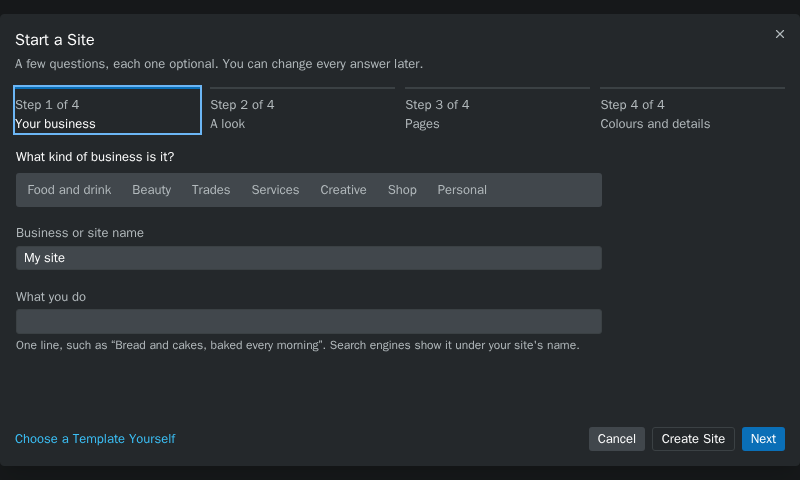 Start a Site
A few questions, each one optional. You can change every answer later.
Step 1 of 4
Your business
Step 2 of 4
A look
Step 3 of 4
Pages
Step 4 of 4
Colours and details
What kind of business is it?
Food and drink Beauty Trades Services Creative Shop Personal
Business or site name
My site
What you do
One line, such as “Bread and cakes, baked every morning”. Search engines show it under your site's name.
Choose a Template Yourself
Cancel Create Site Next